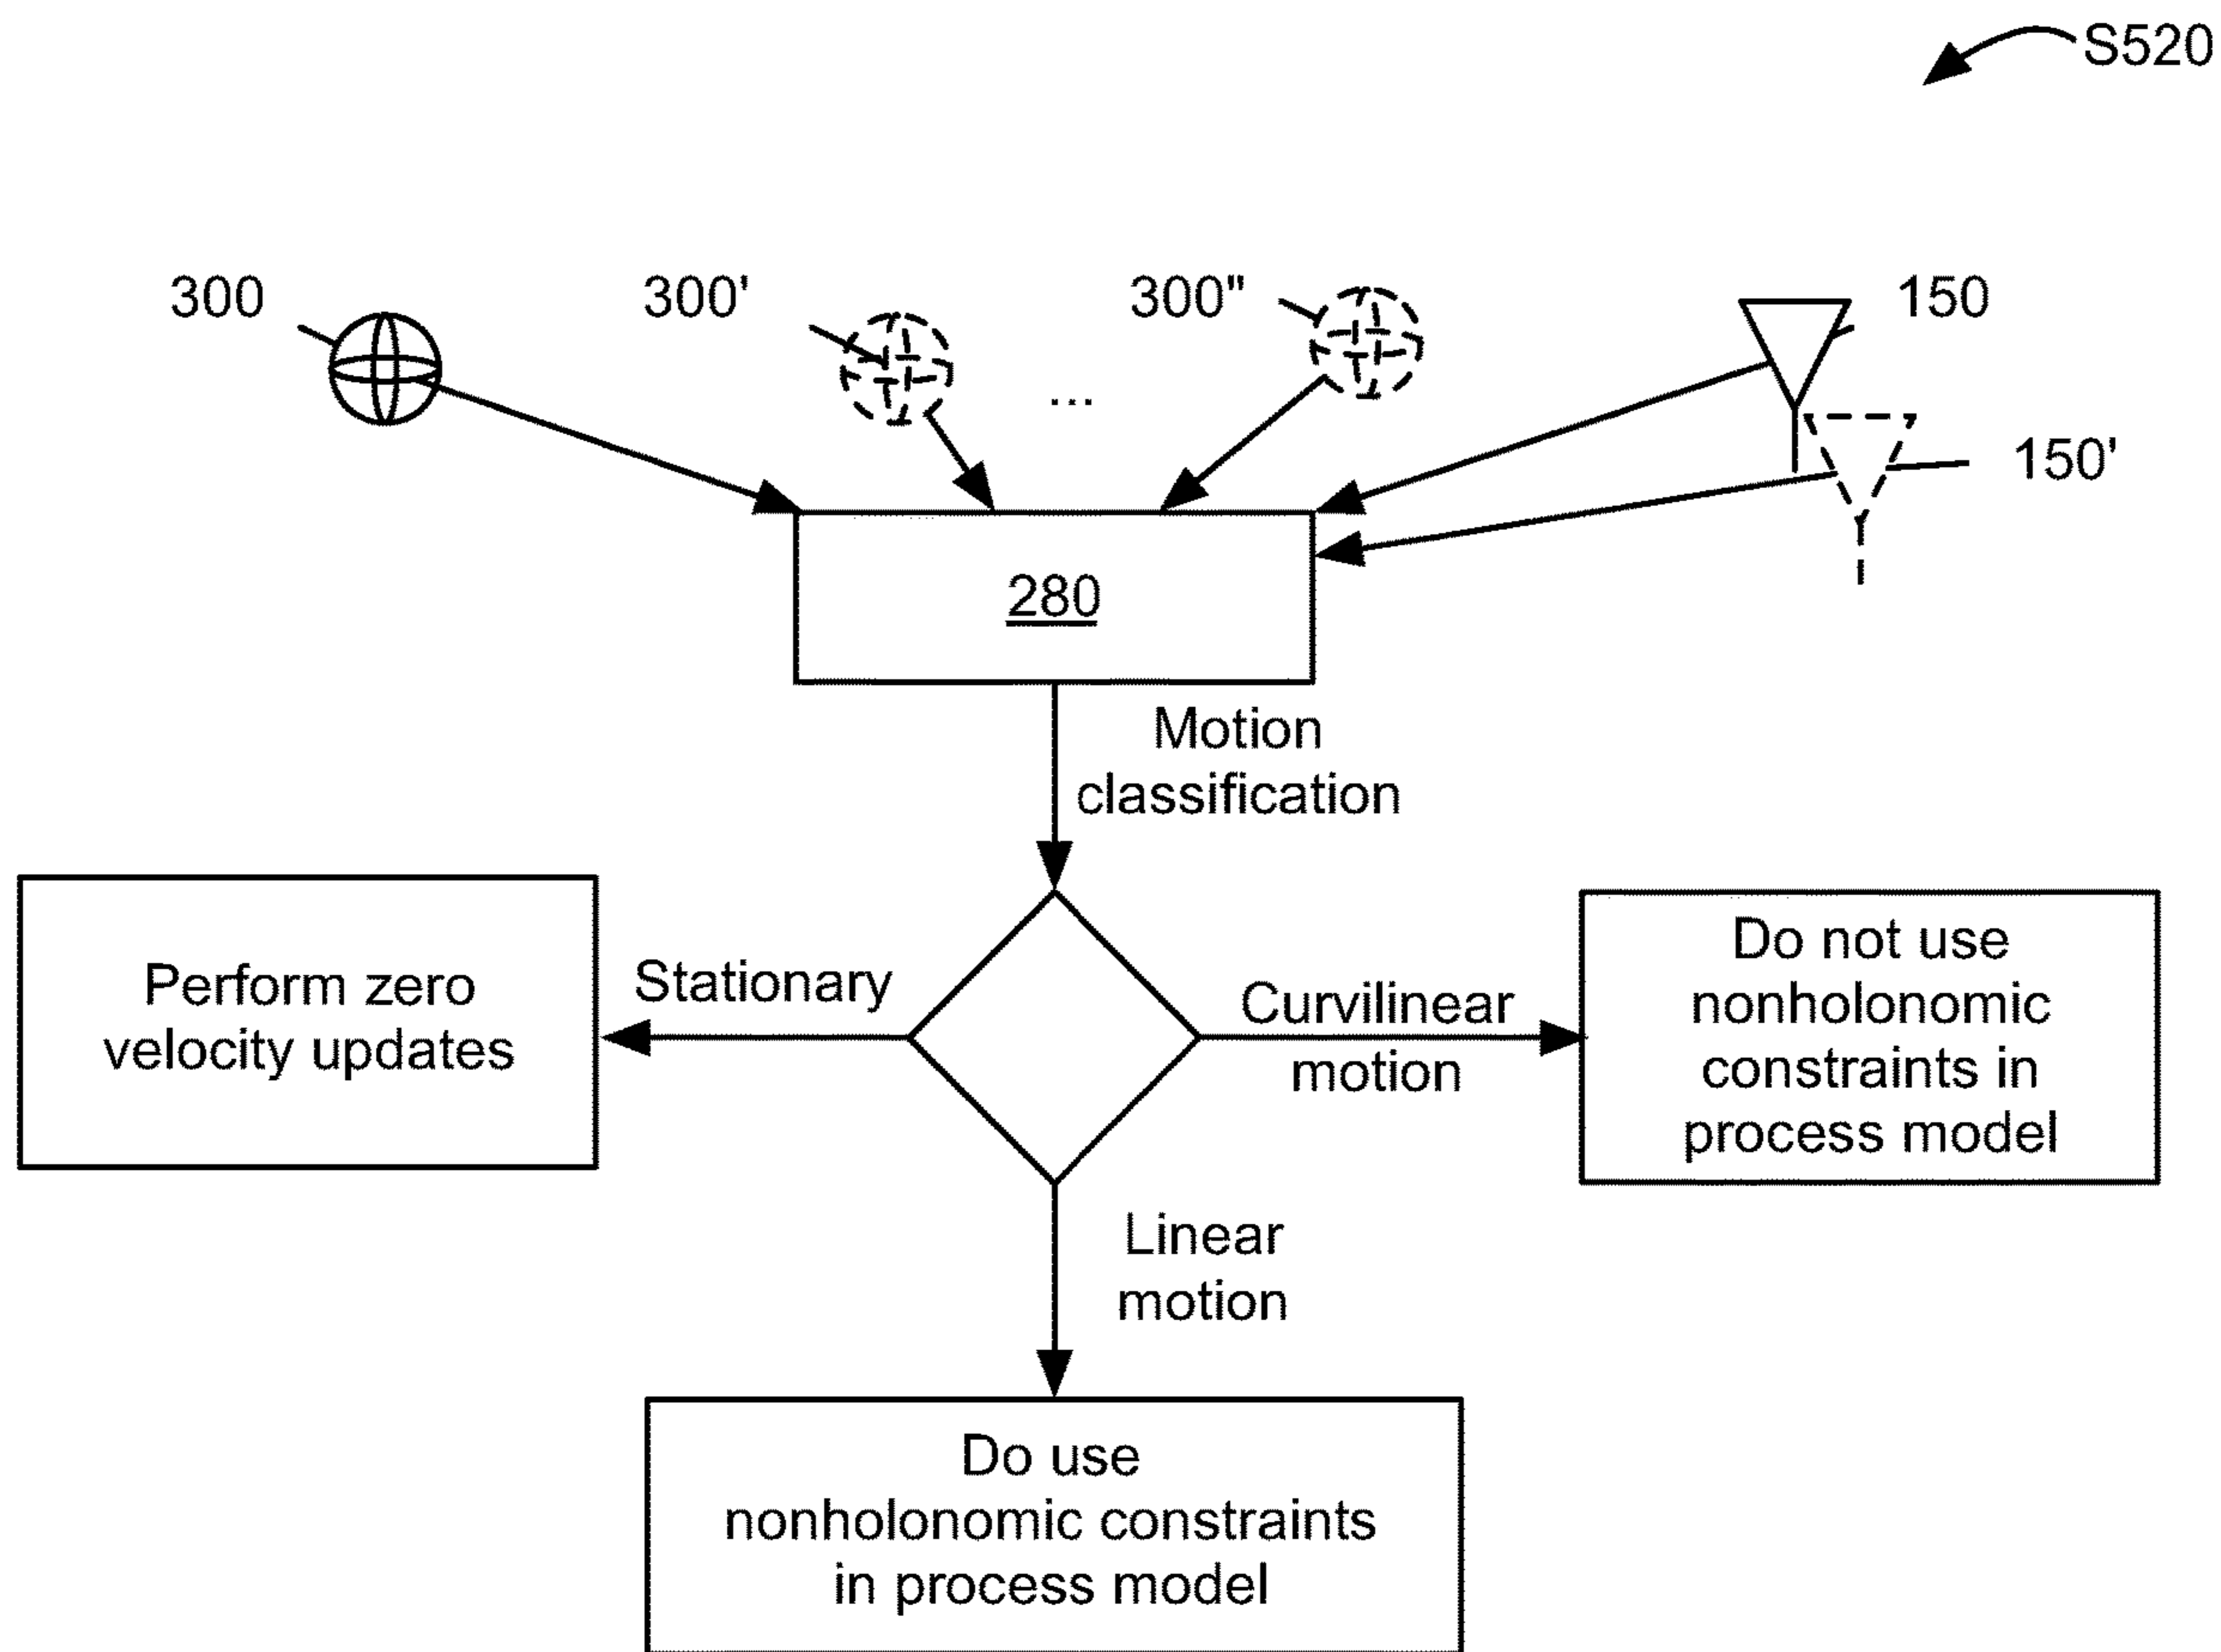 S520
300
300'
300"
150
...
150'
280
Motion
classification
Stationary
Perform zero
velocity updates
Curvilinear
motion
Do not use
nonholonomic
constraints in
process model
Linear
motion
Do use
nonholonomic constraints
in process model